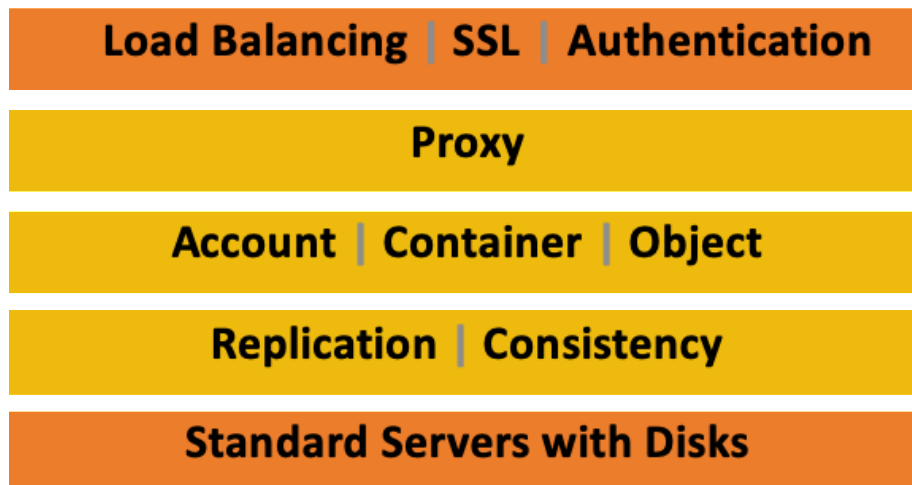 Load Balancing | SSL | Authentication
Proxy
Account | Container | Object
Replication | Consistency
Standard Servers with Disks